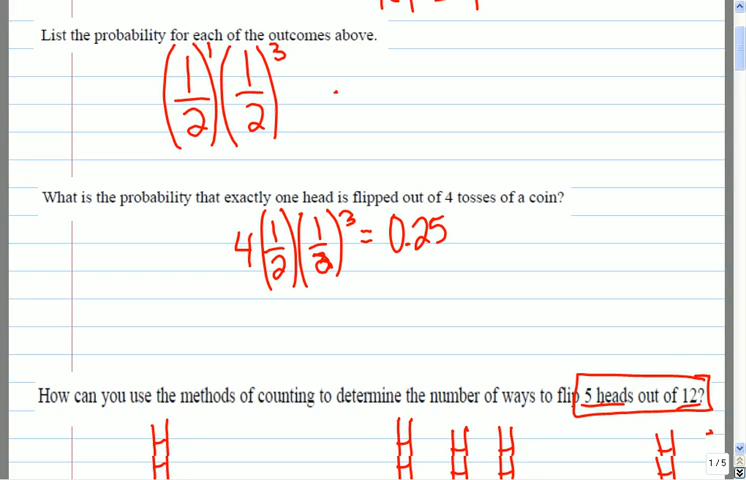 List the probability for each of the outcomes above.
(1/2)^1 (1/2)^3
What is the probability that exactly one head is flipped out of 4 tosses of a coin?
4(1/2)(1/2)^3 = 0.25
How can you use the methods of counting to determine the number of ways to flip 5 heads out of 12?
H H H H H
H H H H H
1/5